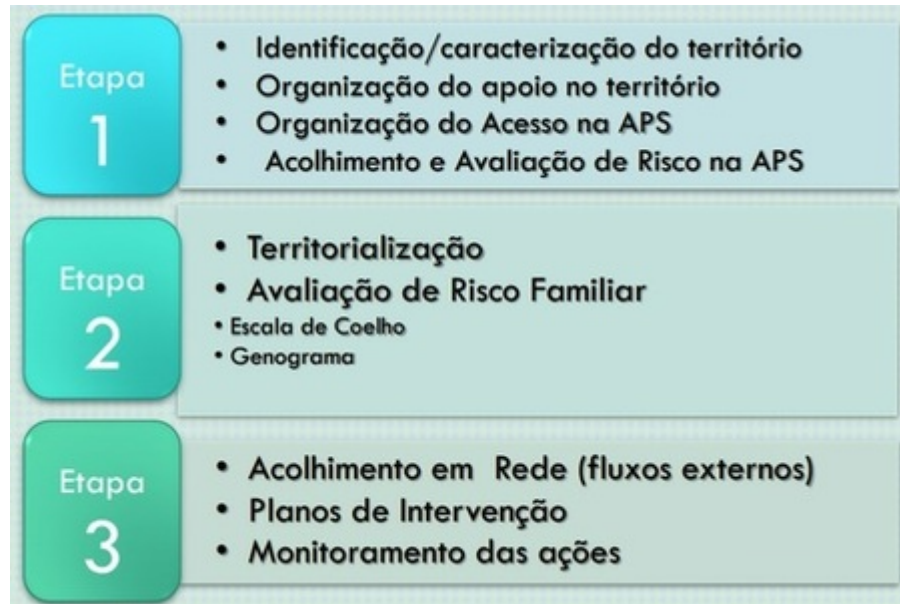 Etapa
1
• Identificação/caracterização do território
• Organização do apoio no território
• Organização do Acesso na APS
• Acolhimento e Avaliação de Risco na APS
Etapa
2
• Territorialização
• Avaliação de Risco Familiar
• Escala de Coelho
• Genograma
Etapa
3
• Acolhimento em Rede (fluxos externos)
• Planos de Intervenção
• Monitoramento das ações